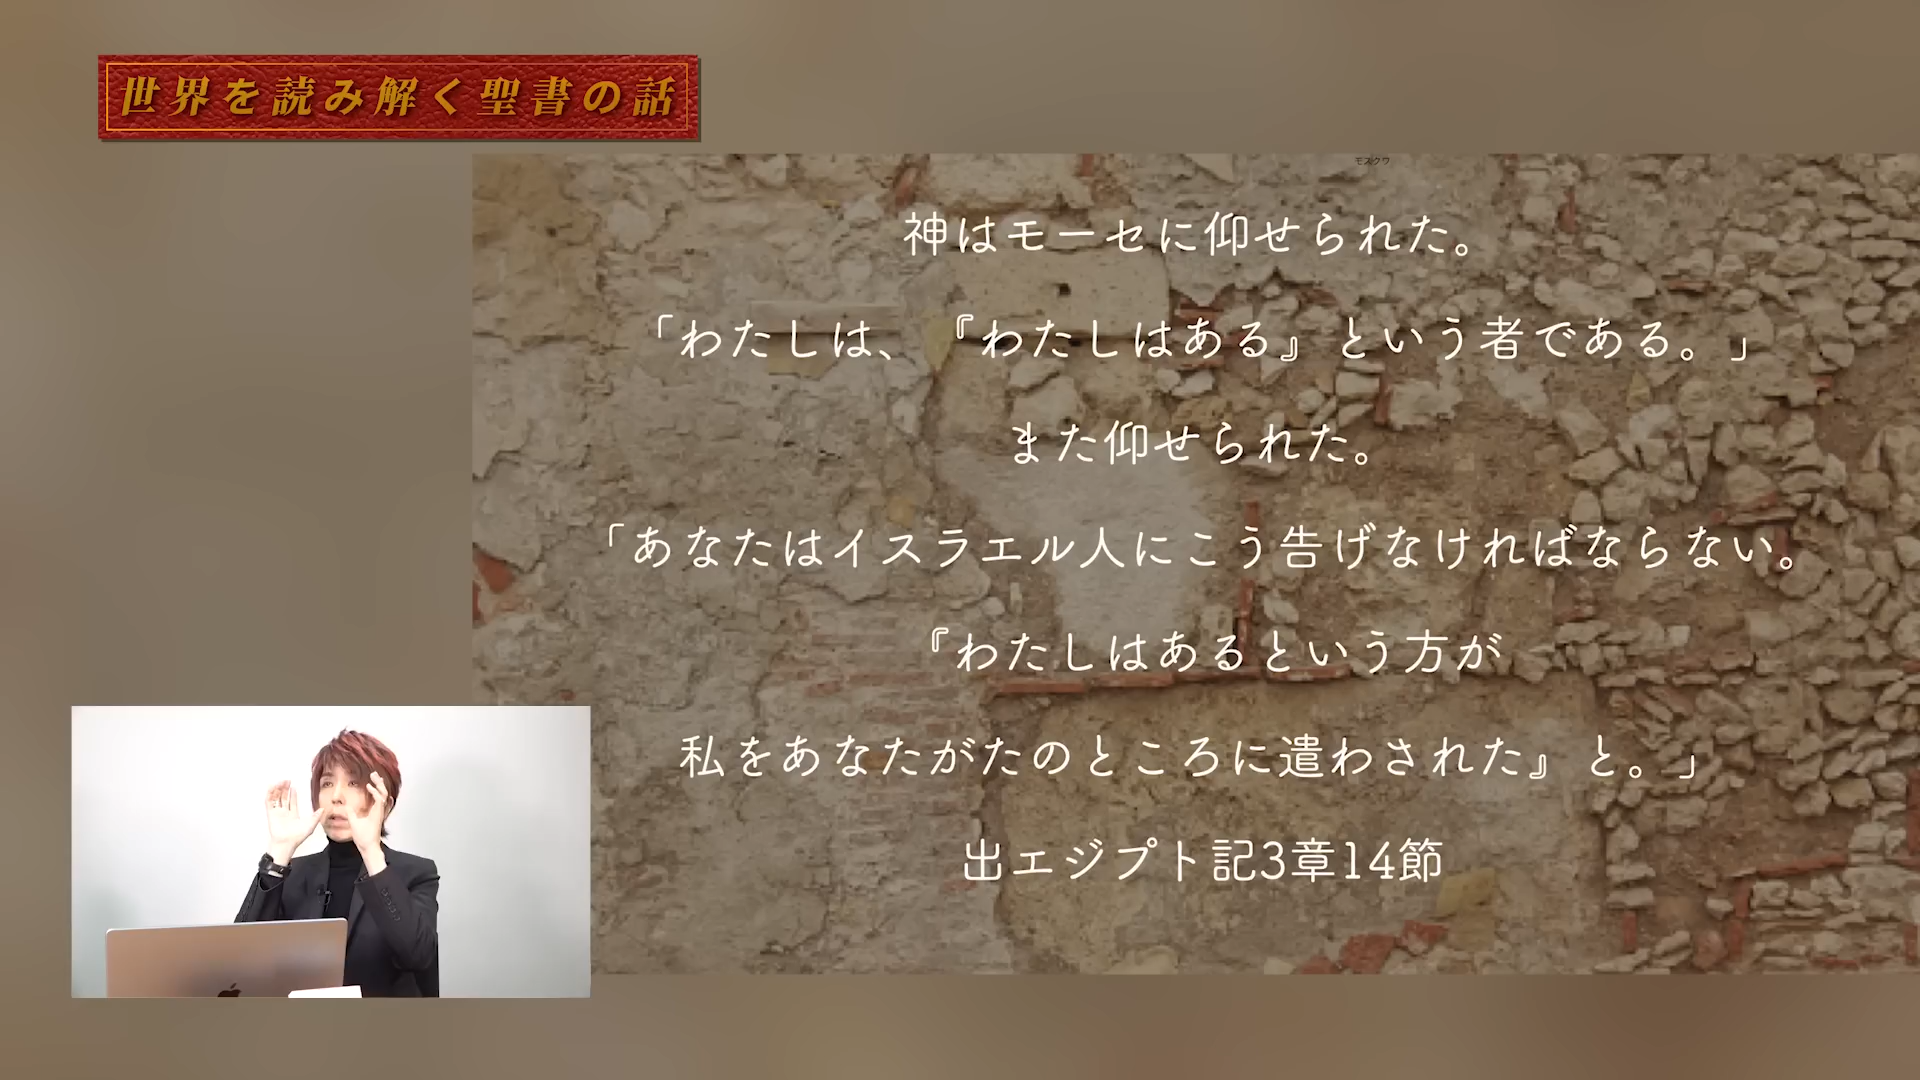 世界を読み解く聖書の話
モスクワ
神はモーセに仰せられた。
「わたしは、『わたしはある』という者である。」
また仰せられた。
「あなたはイスラエル人にこう告げなければならない。
『わたしはあるという方が
私をあなたがたのところに遣わされた』と。」
出エジプト記3章14節